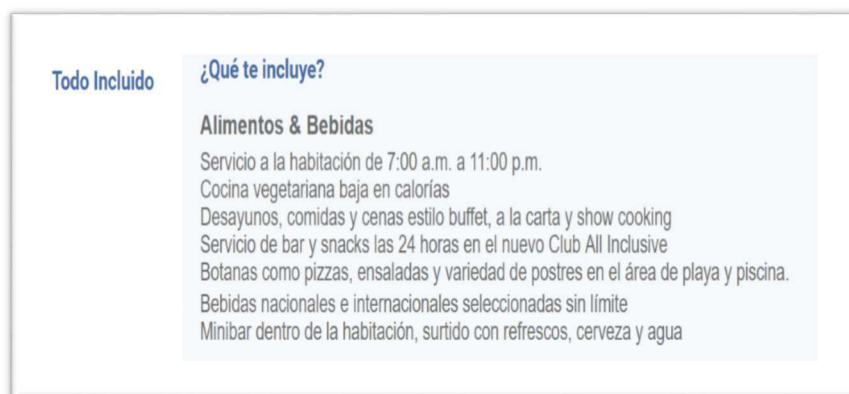 Todo Incluido
¿Qué te incluye?
Alimentos & Bebidas
Servicio a la habitación de 7:00 a.m. a 11:00 p.m.
Cocina vegetariana baja en calorías
Desayunos, comidas y cenas estilo buffet, a la carta y show cooking
Servicio de bar y snacks las 24 horas en el nuevo Club All Inclusive
Botanas como pizzas, ensaladas y variedad de postres en el área de playa y piscina.
Bebidas nacionales e internacionales seleccionadas sin límite
Minibar dentro de la habitación, surtido con refrescos, cerveza y agua